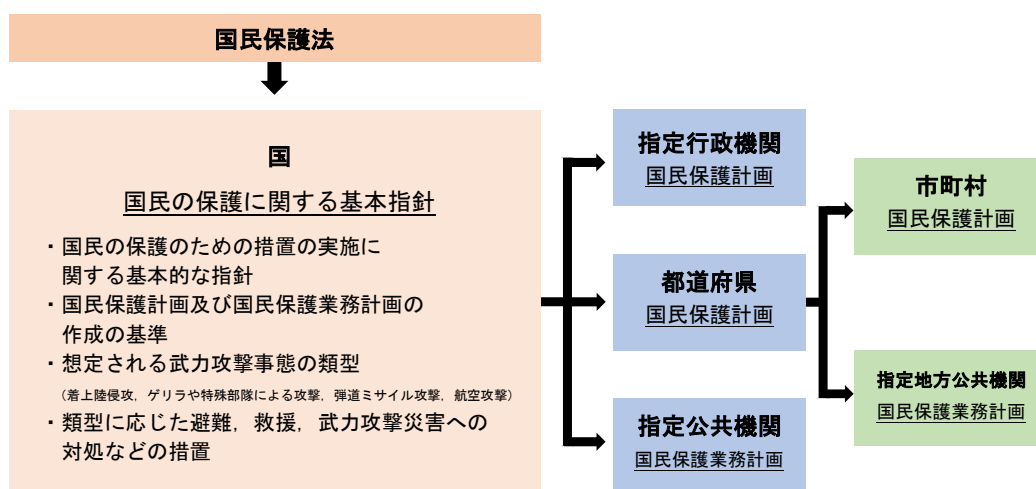 国民保護法
国
国民の保護に関する基本指針
・国民の保護のための措置の実施に
関する基本的な指針
・国民保護計画及び国民保護業務計画の
作成の基準
・想定される武力攻撃事態の類型
（着上陸侵攻，ゲリラや特殊部隊による攻撃，弾道ミサイル攻撃，航空攻撃）
・類型に応じた避難，救援，武力攻撃災害への
対処などの措置
指定行政機関
国民保護計画
都道府県
国民保護計画
指定公共機関
国民保護業務計画
市町村
国民保護計画
指定地方公共機関
国民保護業務計画